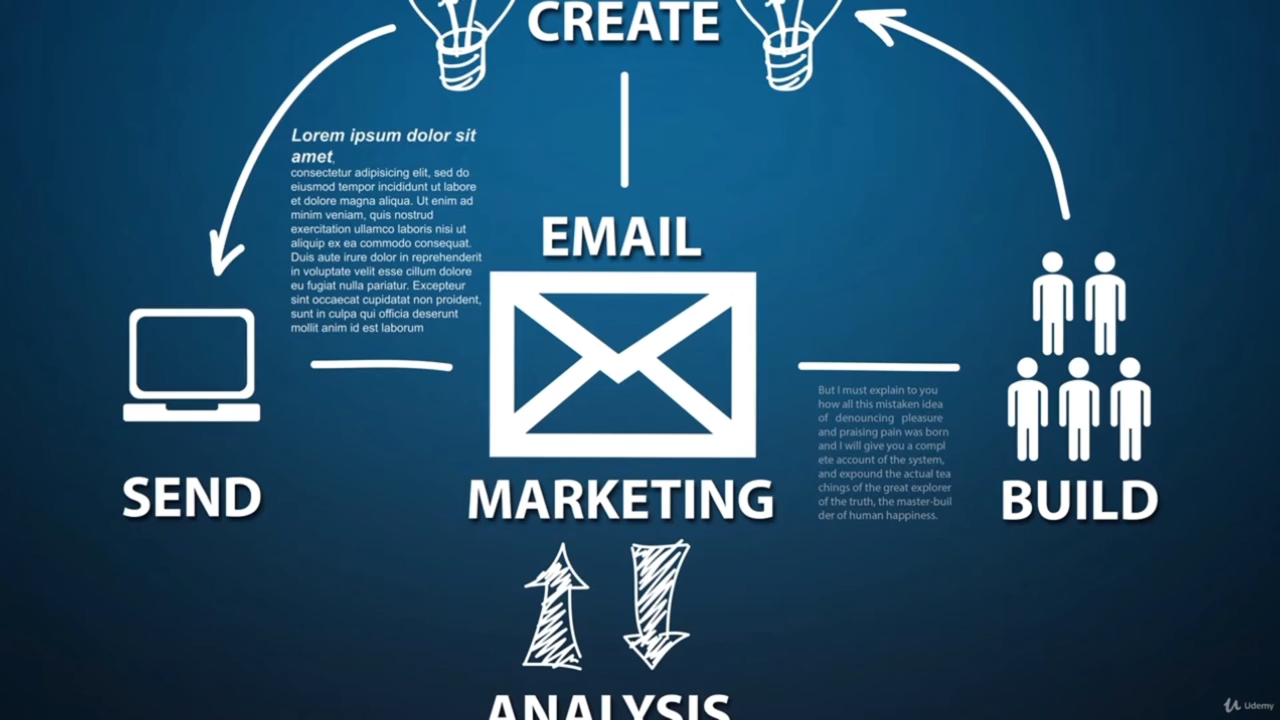 CREATE
Lorem ipsum dolor sit
amet,
consectetur adipisicing elit, sed do
eiusmod tempor incididunt ut labore
et dolore magna aliqua. Ut enim ad
minim veniam, quis nostrud
exercitation ullamco laboris nisi ut
aliquip ex ea commodo consequat.
Duis aute irure dolor in reprehenderit
in voluptate velit esse cillum dolore
eu fugiat nulla pariatur. Excepteur
sint occaecat cupidatat non proident,
sunt in culpa qui officia deserunt
mollit anim id est laborum
EMAIL
MARKETING
SEND
But I must explain to you
how all this mistaken idea
of denouncing pleasure
and praising pain was born
and I will give you a compl
ete account of the system,
and expound the actual tea
chings of the great explorer
of the truth, the master-buil
der of human happiness.
BUILD
ANALYSIS
Udemy